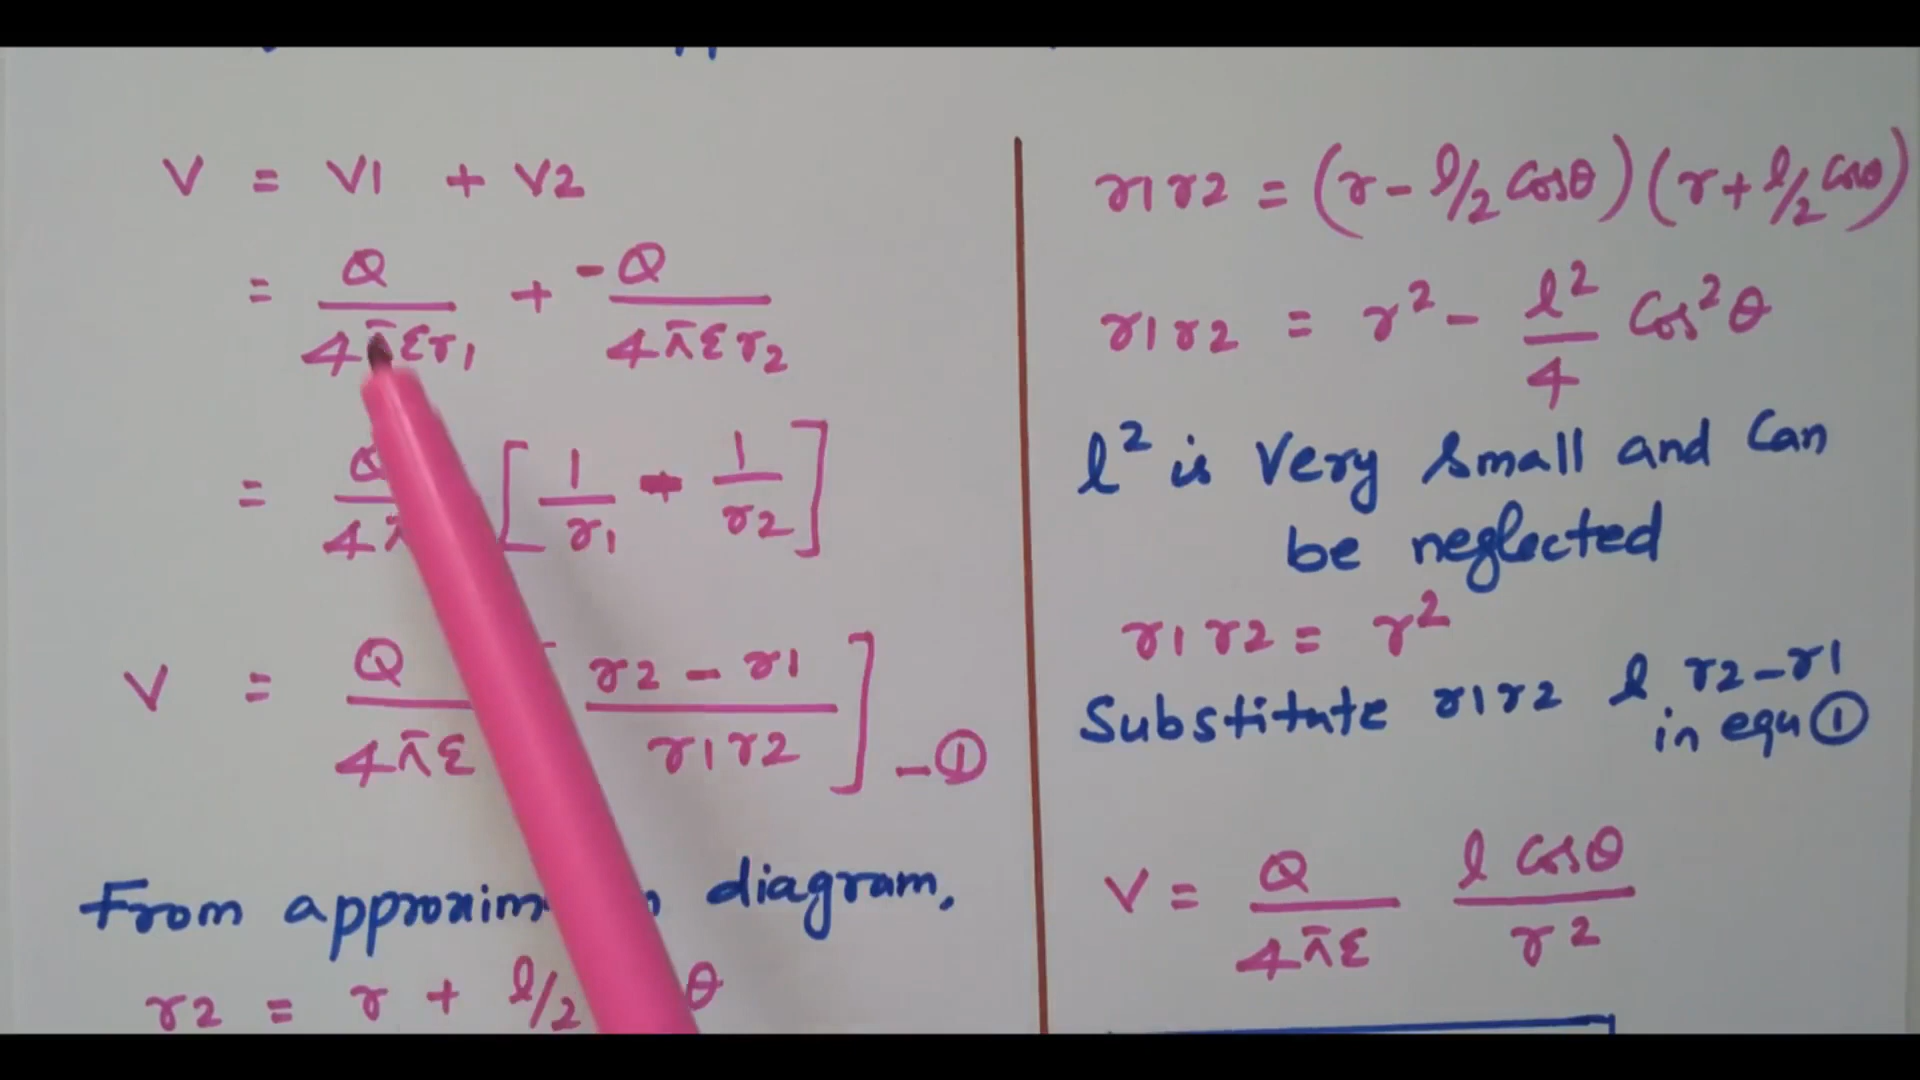 V = V1 + V2
= Q/4πεr1 + -Q/4πεr2
= Q/4π [1/r1 - 1/r2]
V = Q/4πε [r2 - r1/r1r2] -①
From diagram,
r2 = r + l/2 θ
r1r2 = (r - l/2 Cosθ)(r + l/2 Cosθ)
r1r2 = r² - l²/4 Cos²θ
l² is Very Small and Can
be neglected
r1r2 = r²
Substitute r1r2 & r2-r1
in equ ①
V = Q/4πε l Cosθ/r²